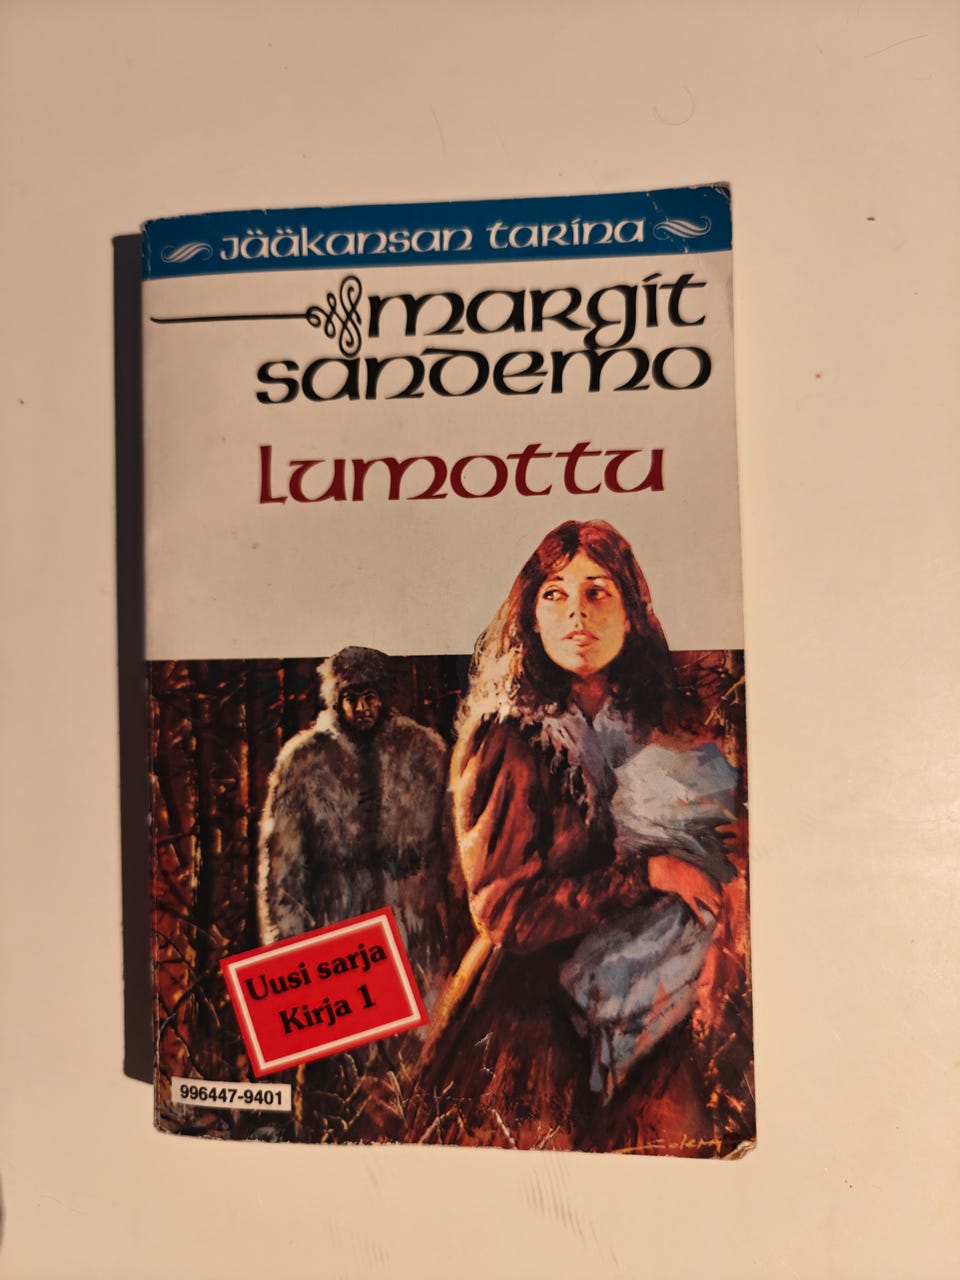 Jääkansan tarina
Margit
Sandemo
Lumottu
Uusi sarja
Kirja 1
996447-9401